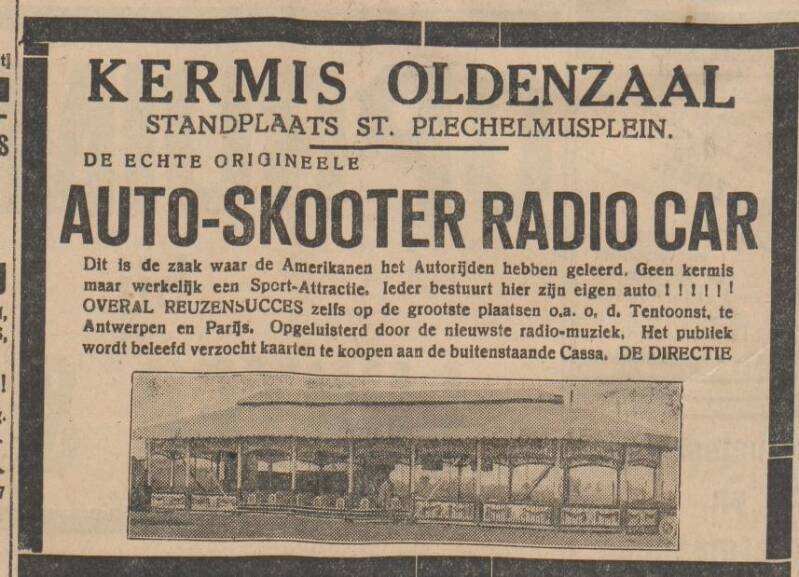 KERMIS OLDENZAAL
STANDPLAATS ST. PLECHELMUSPLEIN.
DE ECHTE ORIGINEELE
AUTO-SKOOTER RADIO CAR
Dit is de zaak waar de Amerikanen het Autorijden hebben geleerd. Geen kermis
maar werkelijk een Sport-Attractie. Ieder bestuurt hier zijn eigen auto ! ! ! ! ! !
OVERAL REUZENSUCCES zelfs op de grootste plaatsen o.a. o. d. Tentoonst. te
Antwerpen en Parijs. Opgeluisterd door de nieuwste radio-muziek. Het publiek
wordt beleefd verzocht kaarten te koopen aan de buitenstaande Cassa. DE DIRECTIE